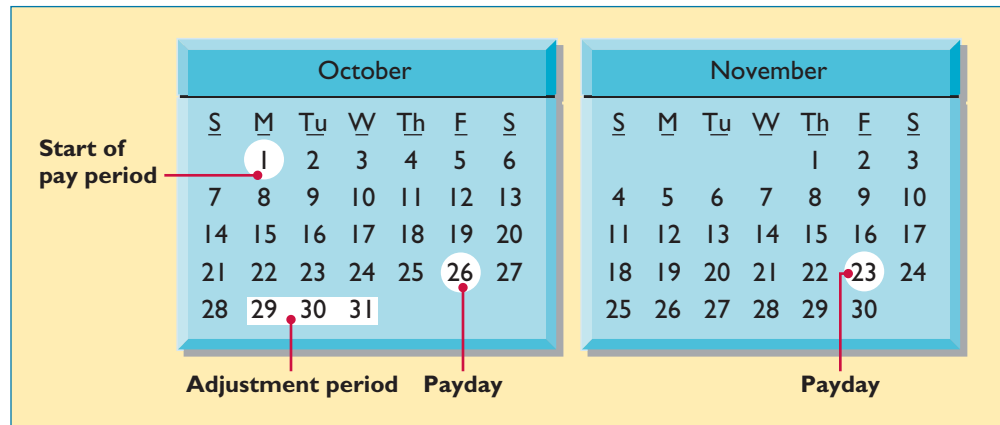 October
S M Tu W Th F S
1 2 3 4 5 6
7 8 9 10 11 12 13
14 15 16 17 18 19 20
21 22 23 24 25 26 27
28 29 30 31
November
S M Tu W Th F S
1 2 3
4 5 6 7 8 9 10
11 12 13 14 15 16 17
18 19 20 21 22 23 24
25 26 27 28 29 30
Start of
pay period
Adjustment period
Payday
Payday